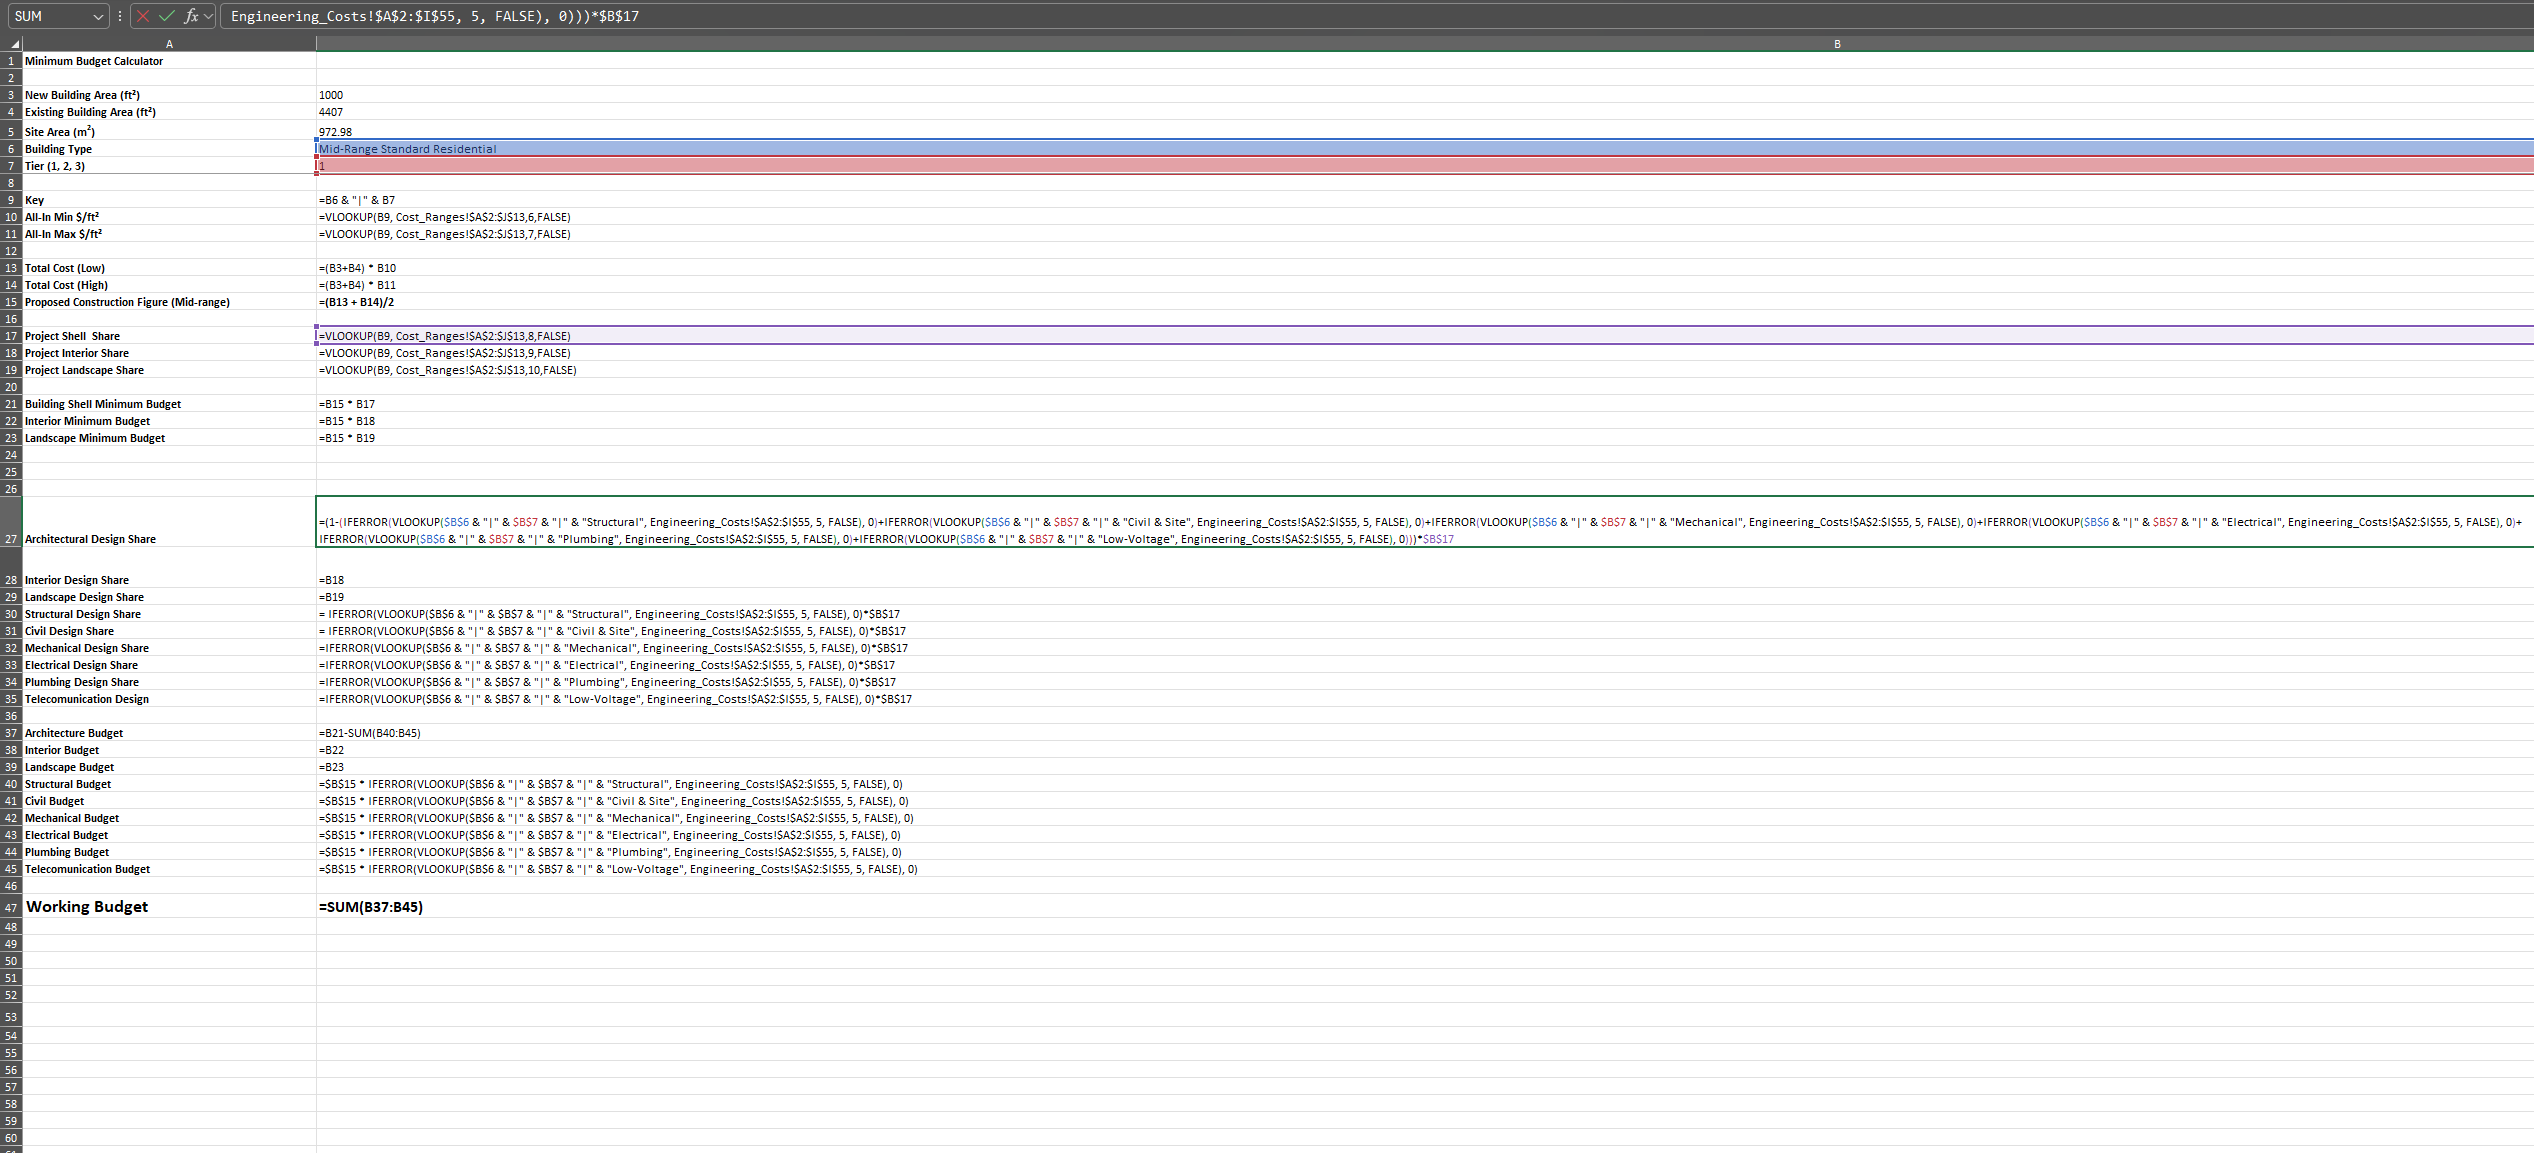 SUM
fx
Engineering_Costs!$A$2:$I$55, 5, FALSE), 0)))*$B$17
A B
1 Minimum Budget Calculator
2
3 New Building Area (ft²) 1000
4 Existing Building Area (ft²) 4407
5 Site Area (m²) 972.98
6 Building Type Mid-Range Standard Residential
7 Tier (1, 2, 3) 1
8
9 Key =B6 & "|" & B7
10 All-In Min $/ft² =VLOOKUP(B9, Cost_Ranges!$A$2:$J$13,6,FALSE)
11 All-In Max $/ft² =VLOOKUP(B9, Cost_Ranges!$A$2:$J$13,7,FALSE)
12
13 Total Cost (Low) =(B3+B4) * B10
14 Total Cost (High) =(B3+B4) * B11
15 Proposed Construction Figure (Mid-range) =(B13 + B14)/2
16
17 Project Shell  Share =VLOOKUP(B9, Cost_Ranges!$A$2:$J$13,8,FALSE)
18 Project Interior Share =VLOOKUP(B9, Cost_Ranges!$A$2:$J$13,9,FALSE)
19 Project Landscape Share =VLOOKUP(B9, Cost_Ranges!$A$2:$J$13,10,FALSE)
20
21 Building Shell Minimum Budget =B15 * B17
22 Interior Minimum Budget =B15 * B18
23 Landscape Minimum Budget =B15 * B19
24
25
26
=(1-(IFERROR(VLOOKUP($B$6 & "|" & $B$7 & "|" & "Structural", Engineering_Costs!$A$2:$I$55, 5, FALSE), 0)+IFERROR(VLOOKUP($B$6 & "|" & $B$7 & "|" & "Civil & Site", Engineering_Costs!$A$2:$I$55, 5, FALSE), 0)+IFERROR(VLOOKUP($B$6 & "|" & $B$7 & "|" & "Mechanical", Engineering_Costs!$A$2:$I$55, 5, FALSE), 0)+IFERROR(VLOOKUP($B$6 & "|" & $B$7 & "|" & "Electrical", Engineering_Costs!$A$2:$I$55, 5, FALSE), 0)+
27 Architectural Design Share IFERROR(VLOOKUP($B$6 & "|" & $B$7 & "|" & "Plumbing", Engineering_Costs!$A$2:$I$55, 5, FALSE), 0)+IFERROR(VLOOKUP($B$6 & "|" & $B$7 & "|" & "Low-Voltage", Engineering_Costs!$A$2:$I$55, 5, FALSE), 0)))*$B$17
28 Interior Design Share =B18
29 Landscape Design Share =B19
30 Structural Design Share = IFERROR(VLOOKUP($B$6 & "|" & $B$7 & "|" & "Structural", Engineering_Costs!$A$2:$I$55, 5, FALSE), 0)*$B$17
31 Civil Design Share = IFERROR(VLOOKUP($B$6 & "|" & $B$7 & "|" & "Civil & Site", Engineering_Costs!$A$2:$I$55, 5, FALSE), 0)*$B$17
32 Mechanical Design Share =IFERROR(VLOOKUP($B$6 & "|" & $B$7 & "|" & "Mechanical", Engineering_Costs!$A$2:$I$55, 5, FALSE), 0)*$B$17
33 Electrical Design Share =IFERROR(VLOOKUP($B$6 & "|" & $B$7 & "|" & "Electrical", Engineering_Costs!$A$2:$I$55, 5, FALSE), 0)*$B$17
34 Plumbing Design Share =IFERROR(VLOOKUP($B$6 & "|" & $B$7 & "|" & "Plumbing", Engineering_Costs!$A$2:$I$55, 5, FALSE), 0)*$B$17
35 Telecomunication Design =IFERROR(VLOOKUP($B$6 & "|" & $B$7 & "|" & "Low-Voltage", Engineering_Costs!$A$2:$I$55, 5, FALSE), 0)*$B$17
36
37 Architecture Budget =B21-SUM(B40:B45)
38 Interior Budget =B22
39 Landscape Budget =B23
40 Structural Budget =$B$15 * IFERROR(VLOOKUP($B$6 & "|" & $B$7 & "|" & "Structural", Engineering_Costs!$A$2:$I$55, 5, FALSE), 0)
41 Civil Budget =$B$15 * IFERROR(VLOOKUP($B$6 & "|" & $B$7 & "|" & "Civil & Site", Engineering_Costs!$A$2:$I$55, 5, FALSE), 0)
42 Mechanical Budget =$B$15 * IFERROR(VLOOKUP($B$6 & "|" & $B$7 & "|" & "Mechanical", Engineering_Costs!$A$2:$I$55, 5, FALSE), 0)
43 Electrical Budget =$B$15 * IFERROR(VLOOKUP($B$6 & "|" & $B$7 & "|" & "Electrical", Engineering_Costs!$A$2:$I$55, 5, FALSE), 0)
44 Plumbing Budget =$B$15 * IFERROR(VLOOKUP($B$6 & "|" & $B$7 & "|" & "Plumbing", Engineering_Costs!$A$2:$I$55, 5, FALSE), 0)
45 Telecomunication Budget =$B$15 * IFERROR(VLOOKUP($B$6 & "|" & $B$7 & "|" & "Low-Voltage", Engineering_Costs!$A$2:$I$55, 5, FALSE), 0)
46
47 Working Budget =SUM(B37:B45)
48
49
50
51
52
53
54
55
56
57
58
59
60